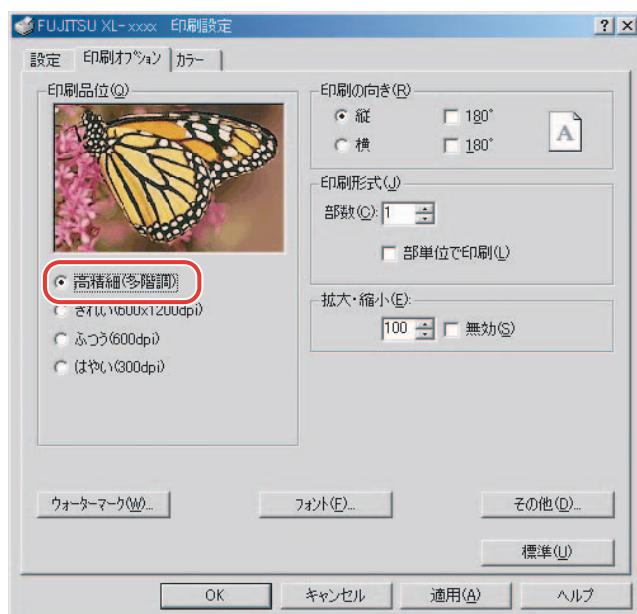 FUJITSU XL-xxxx 印刷設定
設定 印刷オプション カラー
印刷品位(Q)
高精細(多階調)
きれい(600x1200dpi)
ふつう(600dpi)
はやい(300dpi)
印刷の向き(R)
縦 180°
横 180°
A
印刷形式(J)
部数(C): 1
部単位で印刷(L)
拡大・縮小(E):
100 無効(S)
ウォーターマーク(W)... フォント(F)... その他(D)...
標準(U)
OK キャンセル 適用(A) ヘルプ